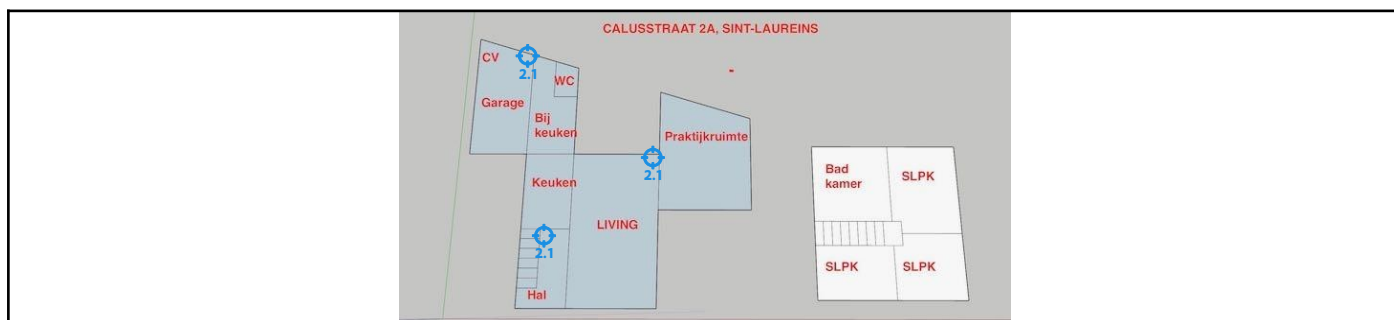 CALUSSTRAAT 2A, SINT-LAUREINS
CV
2.1
WC
Garage
Bij
keuken
Praktijkruimte
2.1
Keuken
LIVING
2.1
Hal
Bad
kamer
SLPK
SLPK
SLPK